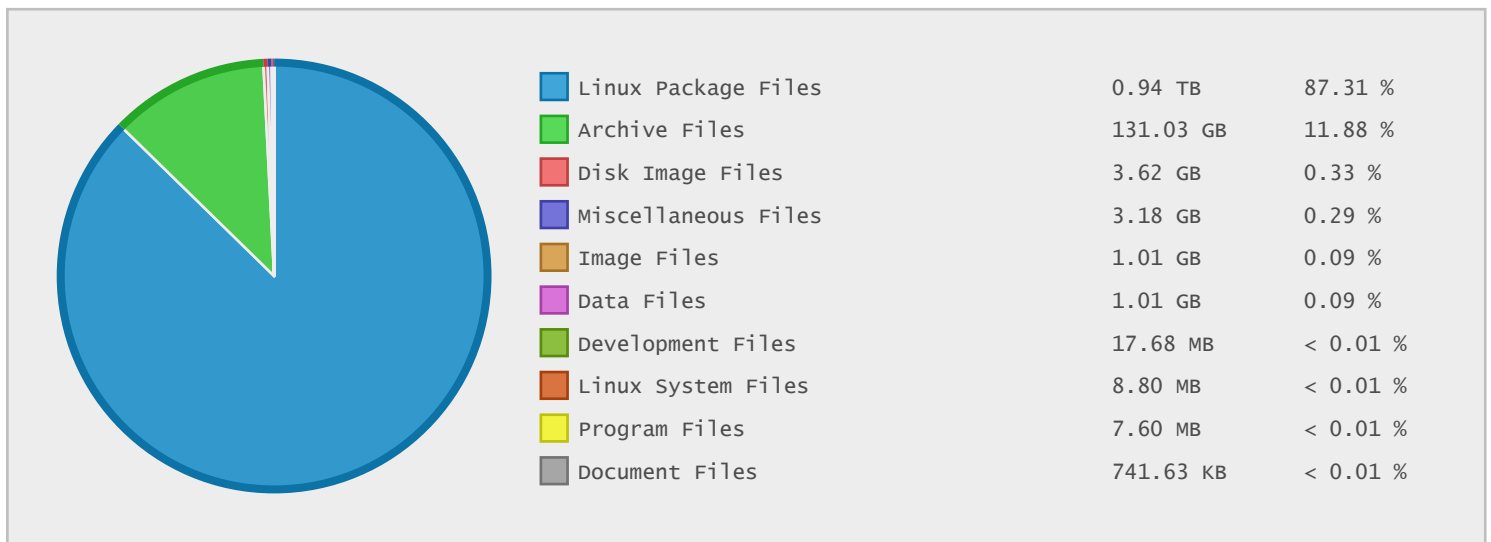 Linux Package Files 0.94 TB 87.31 %
Archive Files 131.03 GB 11.88 %
Disk Image Files 3.62 GB 0.33 %
Miscellaneous Files 3.18 GB 0.29 %
Image Files 1.01 GB 0.09 %
Data Files 1.01 GB 0.09 %
Development Files 17.68 MB < 0.01 %
Linux System Files 8.80 MB < 0.01 %
Program Files 7.60 MB < 0.01 %
Document Files 741.63 KB < 0.01 %